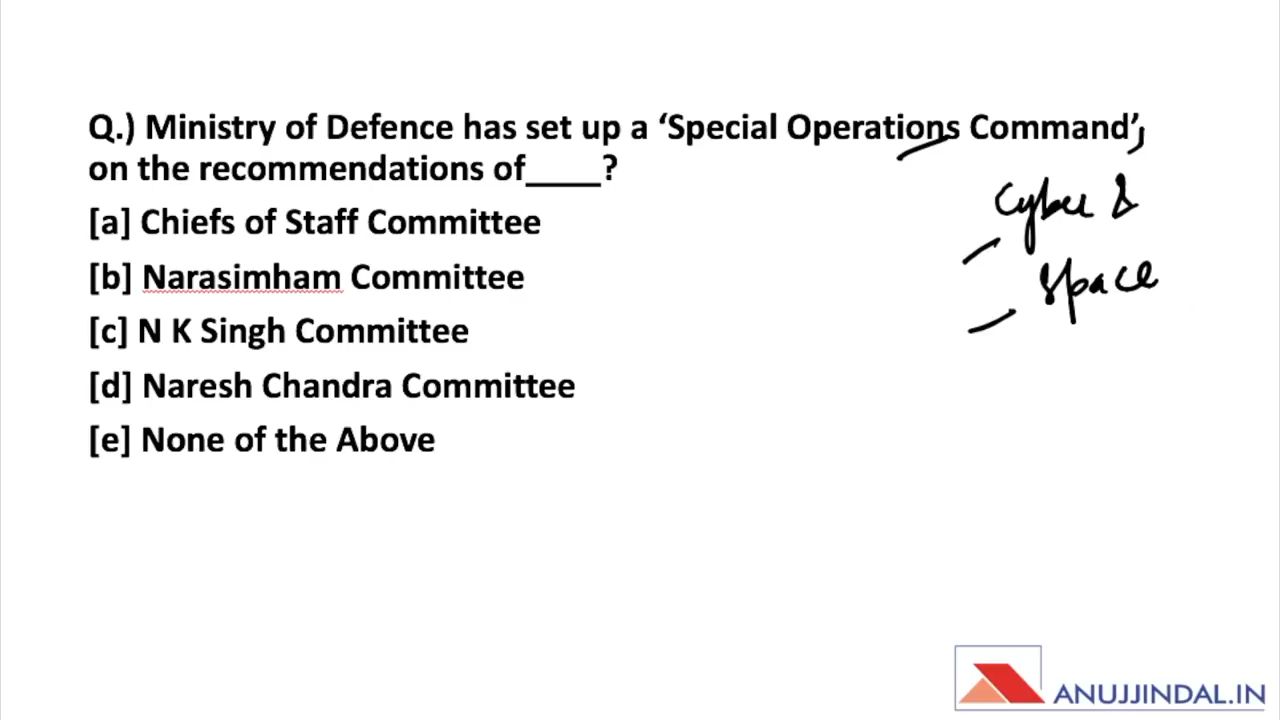 Q.) Ministry of Defence has set up a ‘Special Operations Command’,
on the recommendations of____?
Cyber &
[a] Chiefs of Staff Committee
[b] Narasimham Committee
Space
[c] N K Singh Committee
[d] Naresh Chandra Committee
[e] None of the Above
ANUJJINDAL.IN